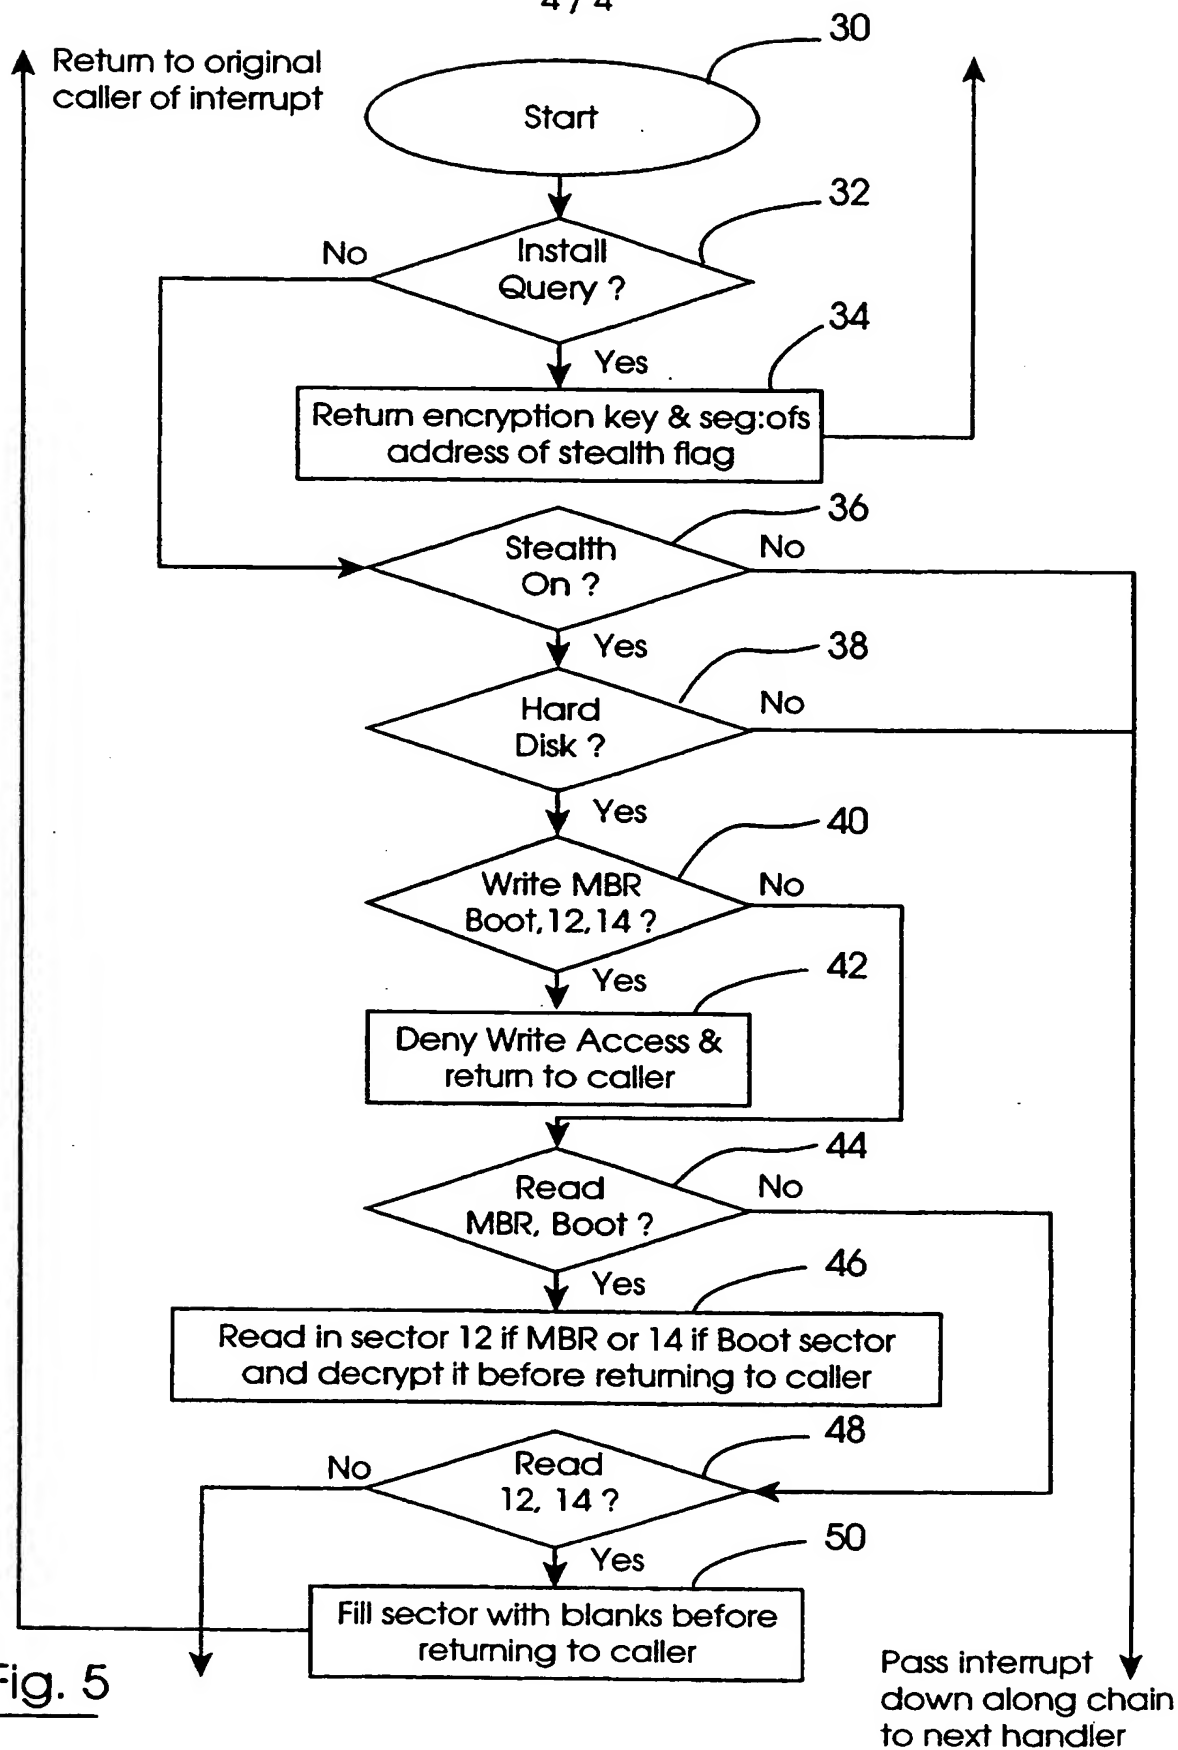 4 / 4
30
Return to original
caller of interrupt
Start
32
No
Install
Query ?
34
Yes
Return encryption key & seg:ofs
address of stealth flag
36
Stealth
On ?
No
Yes
38
Hard
Disk ?
No
Yes
40
Write MBR
Boot,12,14 ?
No
Yes
42
Deny Write Access &
return to caller
44
Read
MBR, Boot ?
No
Yes
46
Read in sector 12 if MBR or 14 if Boot sector
and decrypt it before returning to caller
48
No
Read
12, 14 ?
50
Yes
Fill sector with blanks before
returning to caller
Fig. 5
Pass interrupt
down along chain
to next handler